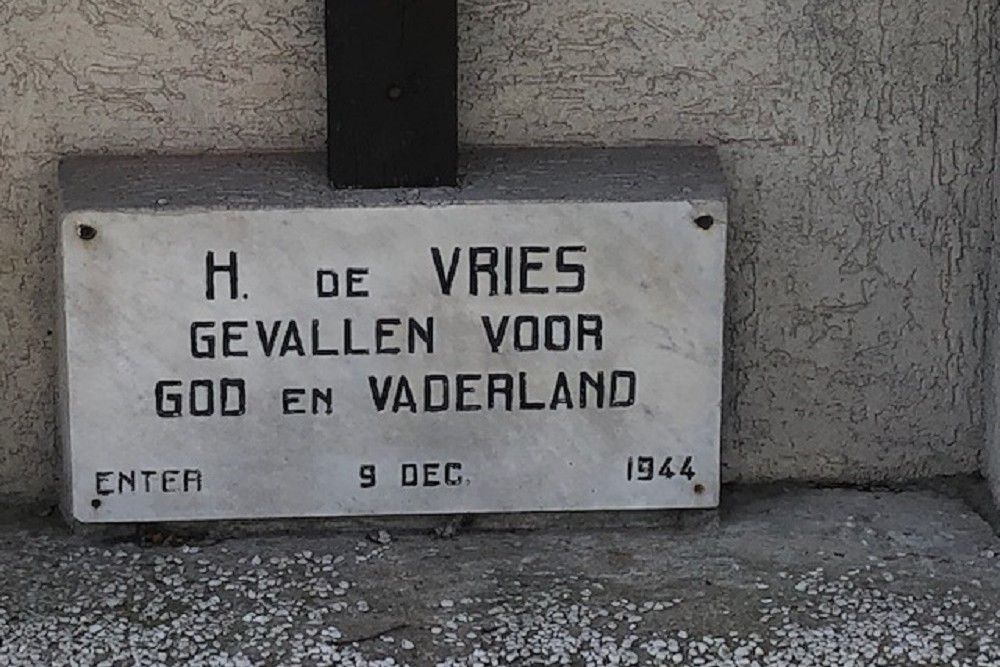 H. DE VRIES
GEVALLEN VOOR
GOD EN VADERLAND
ENTER 9 DEC. 1944